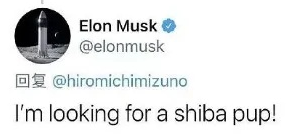 Elon Musk
@elonmusk
回复 @hiromichimizuno
I'm looking for a shiba pup!